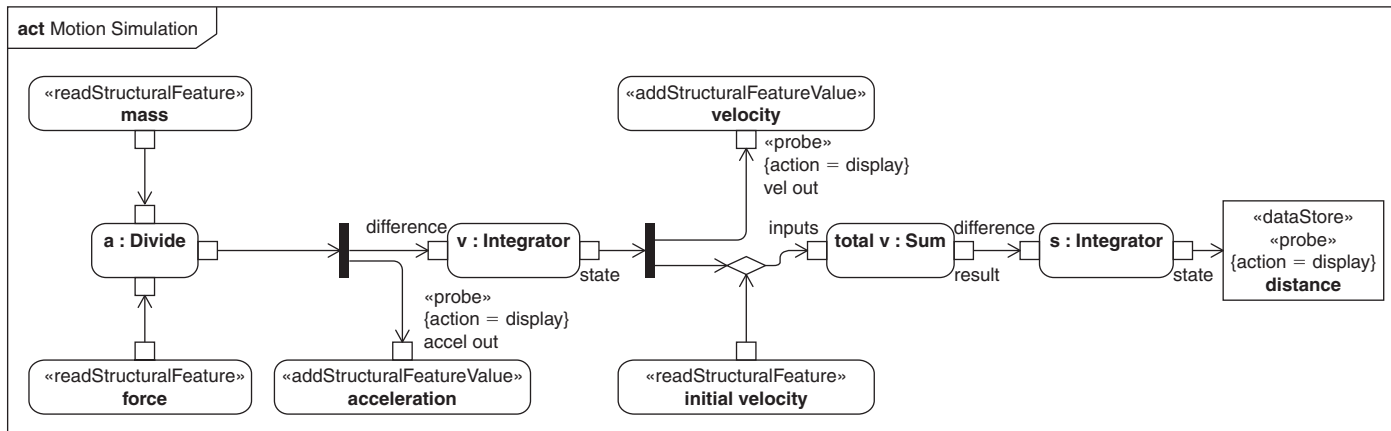 act Motion Simulation
«readStructuralFeature»
mass
«addStructuralFeatureValue»
velocity
«probe»
{action = display}
vel out
a : Divide
difference
v : Integrator
state
inputs
total v : Sum
difference
result
s : Integrator
state
«dataStore»
«probe»
{action = display}
distance
«probe»
{action = display}
accel out
«readStructuralFeature»
force
«addStructuralFeatureValue»
acceleration
«readStructuralFeature»
initial velocity